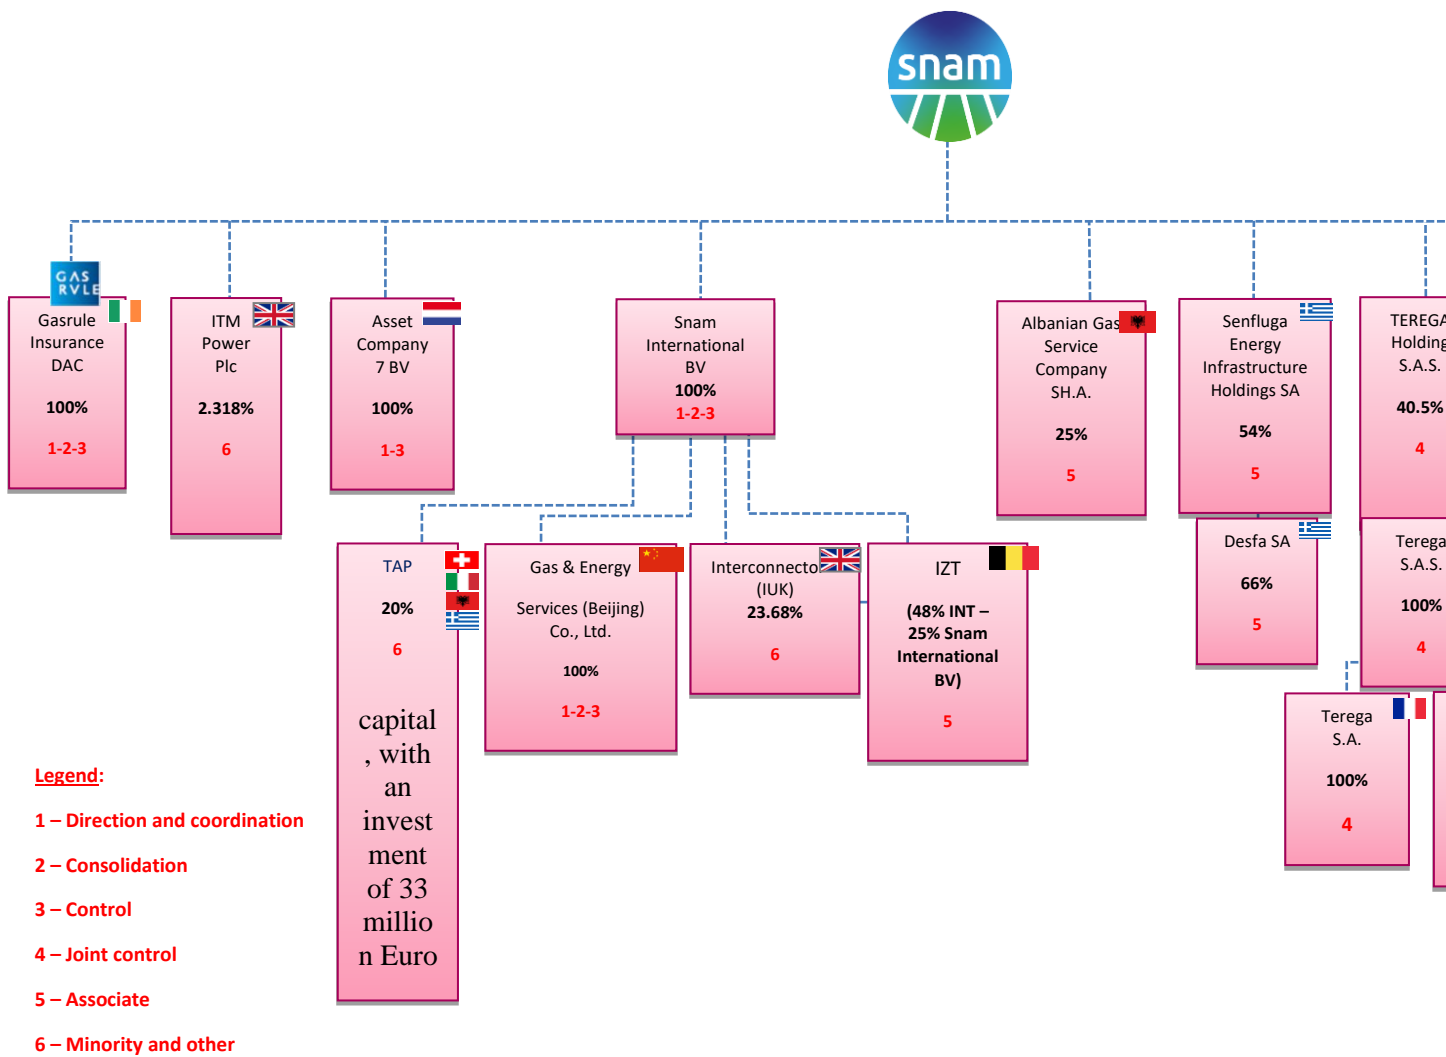 snam
GAS
RVLE
Gasrule
Insurance
DAC
100%
1-2-3
ITM
Power
Plc
2.318%
6
Asset
Company
7 BV
100%
1-3
Snam
International
BV
100%
1-2-3
Albanian Gas
Service
Company
SH.A.
25%
5
Senfluga
Energy
Infrastructure
Holdings SA
54%
5
TEREGA
Holding
S.A.S.
40.5%
4
TAP
20%
6
capital
, with
an
invest
ment
of 33
millio
n Euro
Gas & Energy
Services (Beijing)
Co., Ltd.
100%
1-2-3
Interconnecto
(IUK)
23.68%
6
IZT
(48% INT –
25% Snam
International
BV)
5
Desfa SA
66%
5
Terega
S.A.S.
100%
4
Terega
S.A.
100%
4
Legend:
1 – Direction and coordination
2 – Consolidation
3 – Control
4 – Joint control
5 – Associate
6 – Minority and other